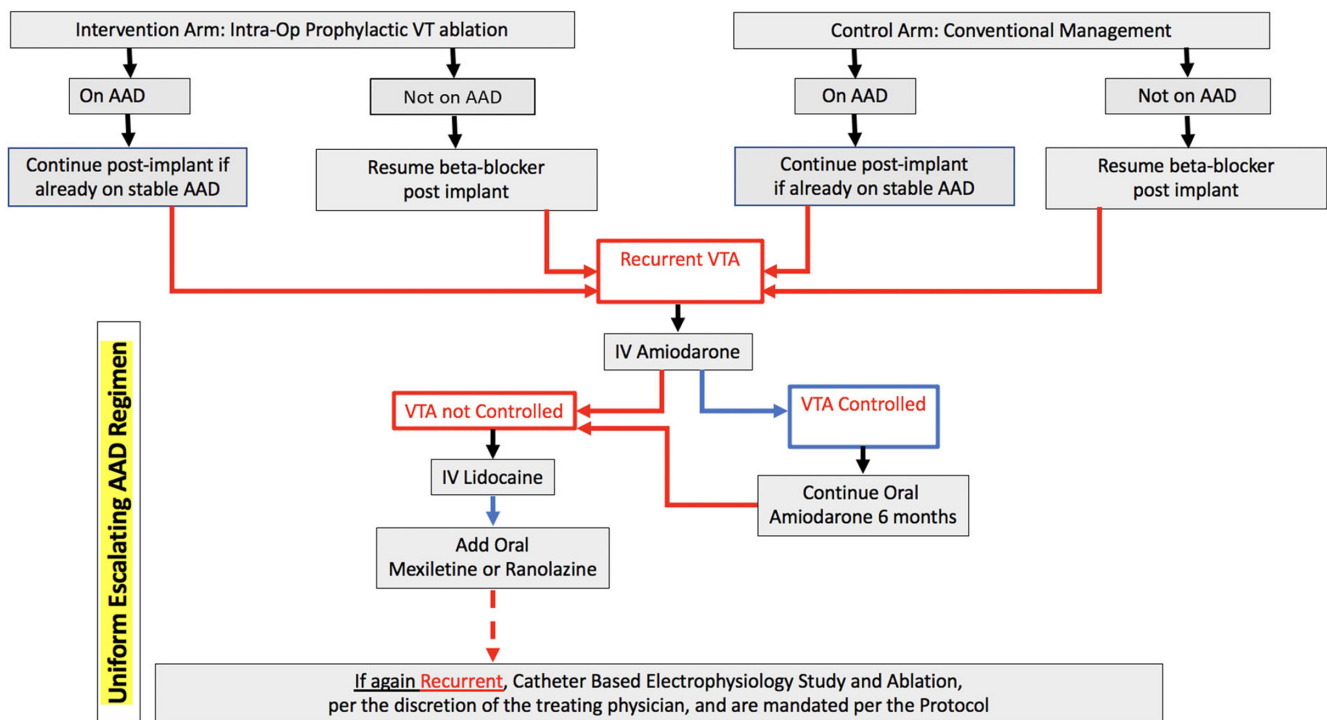 Intervention Arm: Intra-Op Prophylactic VT ablation
Control Arm: Conventional Management
On AAD
Not on AAD
On AAD
Not on AAD
Continue post-implant if
already on stable AAD
Resume beta-blocker
post implant
Continue post-implant
if already on stable AAD
Resume beta-blocker
post implant
Recurrent VTA
Uniform Escalating AAD Regimen
IV Amiodarone
VTA not Controlled
VTA Controlled
IV Lidocaine
Continue Oral
Amiodarone 6 months
Add Oral
Mexiletine or Ranolazine
If again Recurrent, Catheter Based Electrophysiology Study and Ablation,
per the discretion of the treating physician, and are mandated per the Protocol